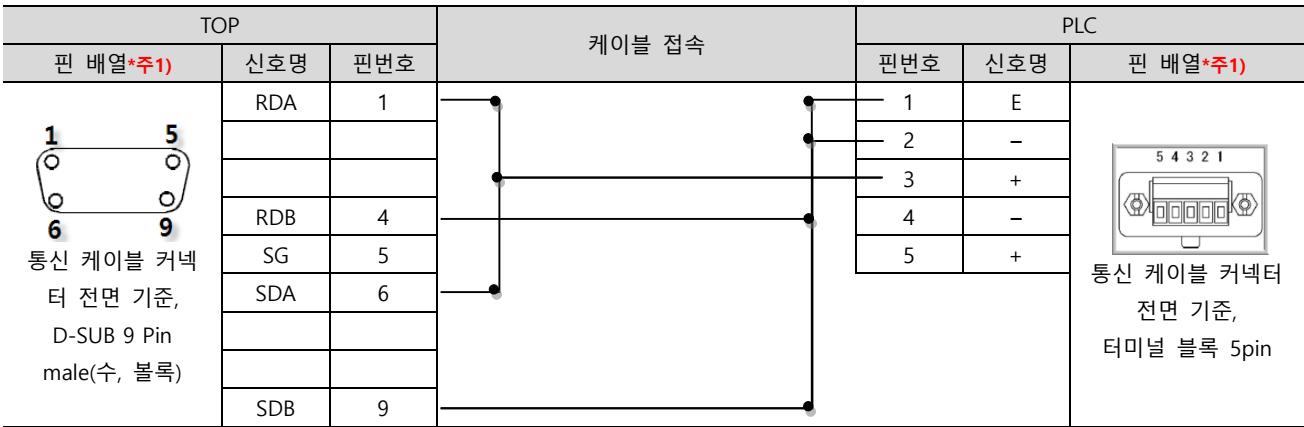 TOP 케이블 접속 PLC
핀 배열*주1) 신호명 핀번호 핀번호 신호명 핀 배열*주1)
RDA 1 1 E
2 –
3 +
RDB 4 4 –
SG 5 5 +
SDA 6
SDB 9
1 5
6 9
통신 케이블 커넥
터 전면 기준,
D-SUB 9 Pin
male(수, 볼록)
5 4 3 2 1
통신 케이블 커넥터
전면 기준,
터미널 블록 5pin